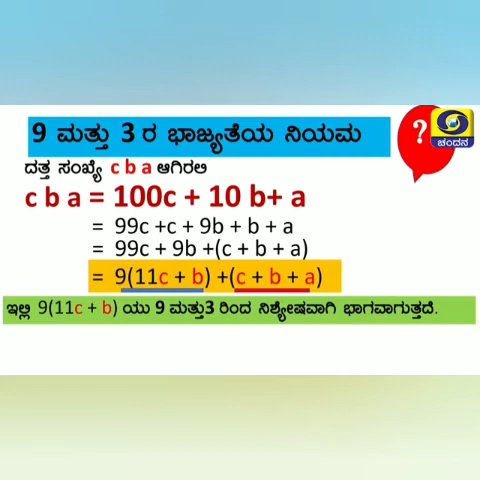 9 ಮತ್ತು 3 ರ ಭಾಜ್ಯತೆಯ ನಿಯಮ
?
ಚಂದನ
ದತ್ತ ಸಂಖ್ಯೆ c b a ಆಗಿರಲಿ
c b a = 100c + 10 b+ a
= 99c +c + 9b + b + a
= 99c + 9b +(c + b + a)
= 9(11c + b) +(c + b + a)
ಇಲ್ಲಿ 9(11c + b) ಯು 9 ಮತ್ತು3 ರಿಂದ ನಿಶ್ಶೇಷವಾಗಿ ಭಾಗವಾಗುತ್ತದೆ.